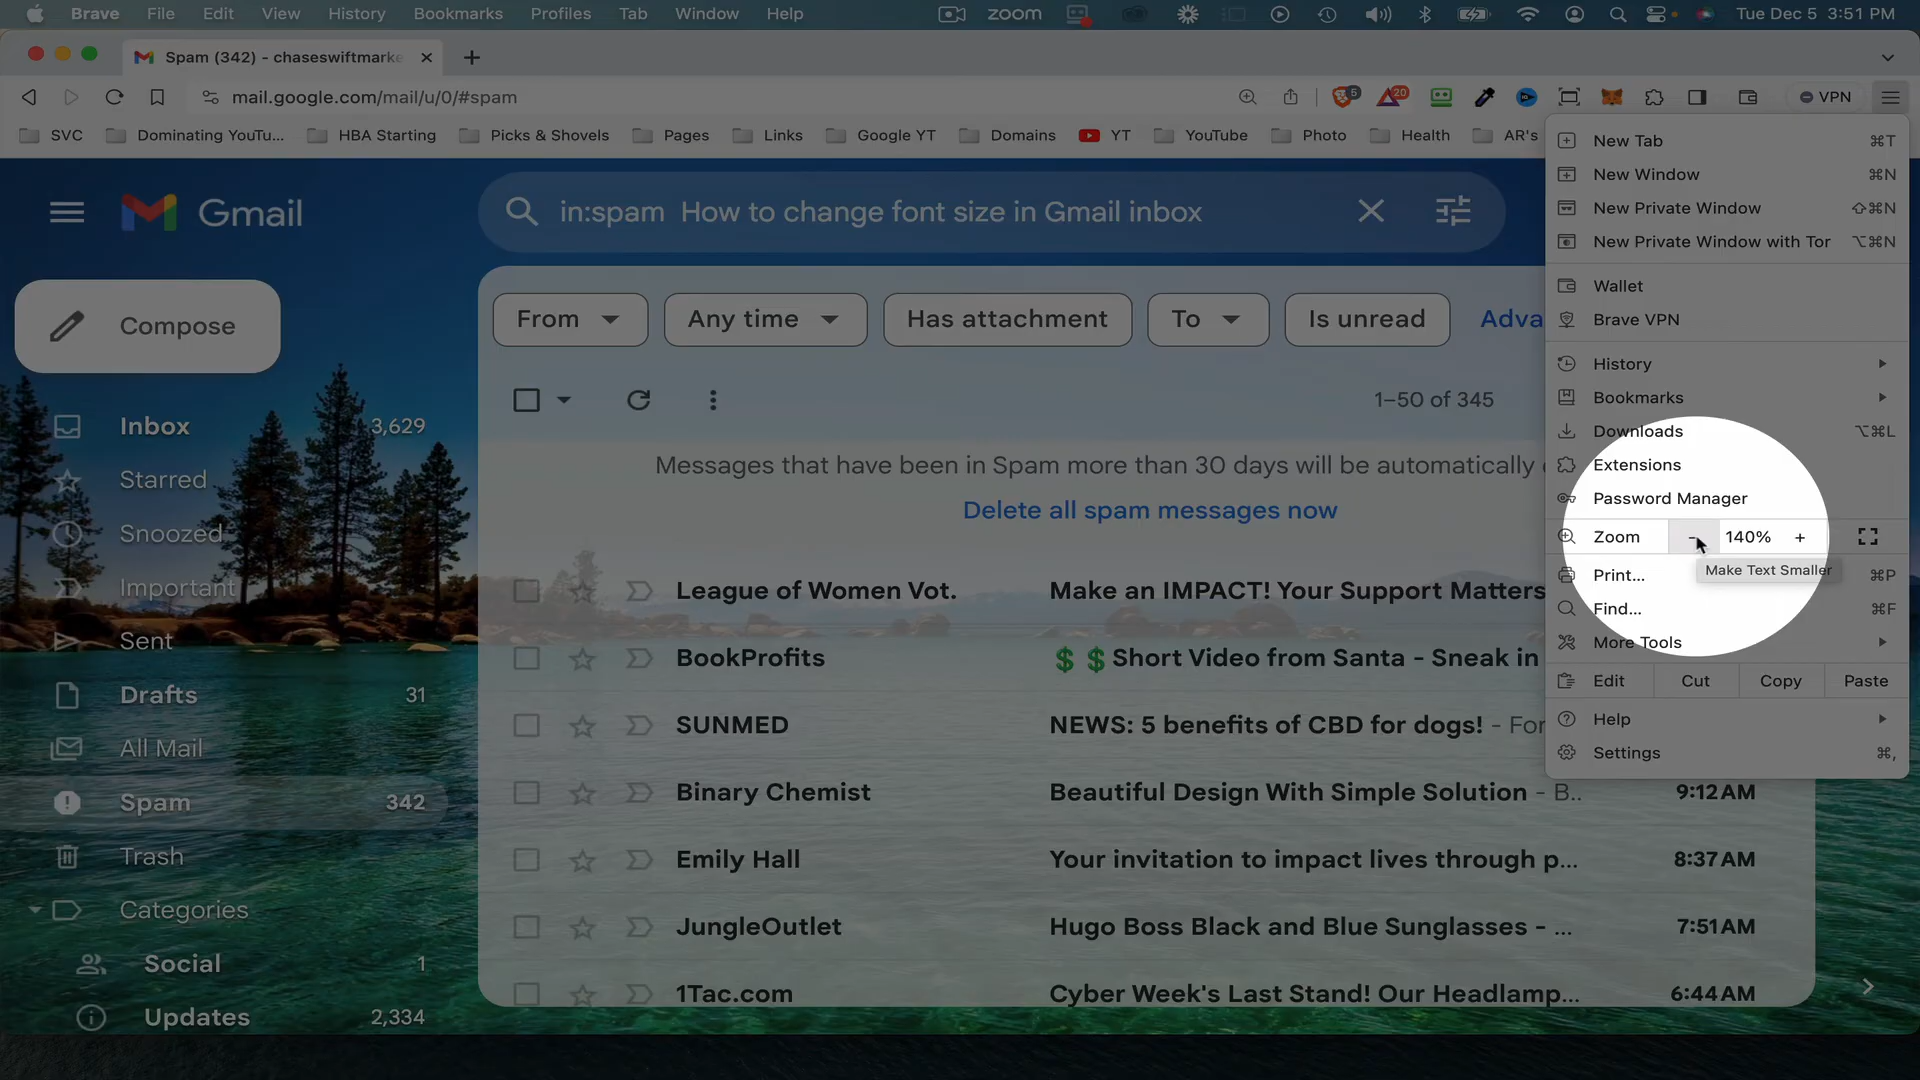 Brave File Edit View History Bookmarks Profiles Tab Window Help zoom Tue Dec 5 3:51 PM
Spam (342) - chaseswiftmarke
mail.google.com/mail/u/0/#spam 5 20 VPN
SVC Dominating YouTu... HBA Starting Picks & Shovels Pages Links Google YT Domains YT YouTube Photo Health AR's
New Tab ⌘T
New Window ⌘N
New Private Window ⇧⌘N
New Private Window with Tor ⌥⌘N
Wallet
Brave VPN
History
Bookmarks
Downloads ⌥⌘L
Extensions
Password Manager
Zoom - 140% +
Make Text Smaller
Print... ⌘P
Find... ⌘F
More Tools
Edit Cut Copy Paste
Help
Settings ⌘,
Gmail
in:spam How to change font size in Gmail inbox
Compose
Inbox 3,629
Starred
Snoozed
Important
Sent
Drafts 31
All Mail
Spam 342
Trash
Categories
Social 1
Updates 2,334
From Any time Has attachment To Is unread Adva
1–50 of 345
Messages that have been in Spam more than 30 days will be automatically
Delete all spam messages now
League of Women Vot. Make an IMPACT! Your Support Matters
BookProfits 💲💲Short Video from Santa - Sneak in
SUNMED NEWS: 5 benefits of CBD for dogs! - For
Binary Chemist Beautiful Design With Simple Solution - B.. 9:12 AM
Emily Hall Your invitation to impact lives through p... 8:37 AM
JungleOutlet Hugo Boss Black and Blue Sunglasses - ... 7:51 AM
1Tac.com Cyber Week's Last Stand! Our Headlamp... 6:44 AM